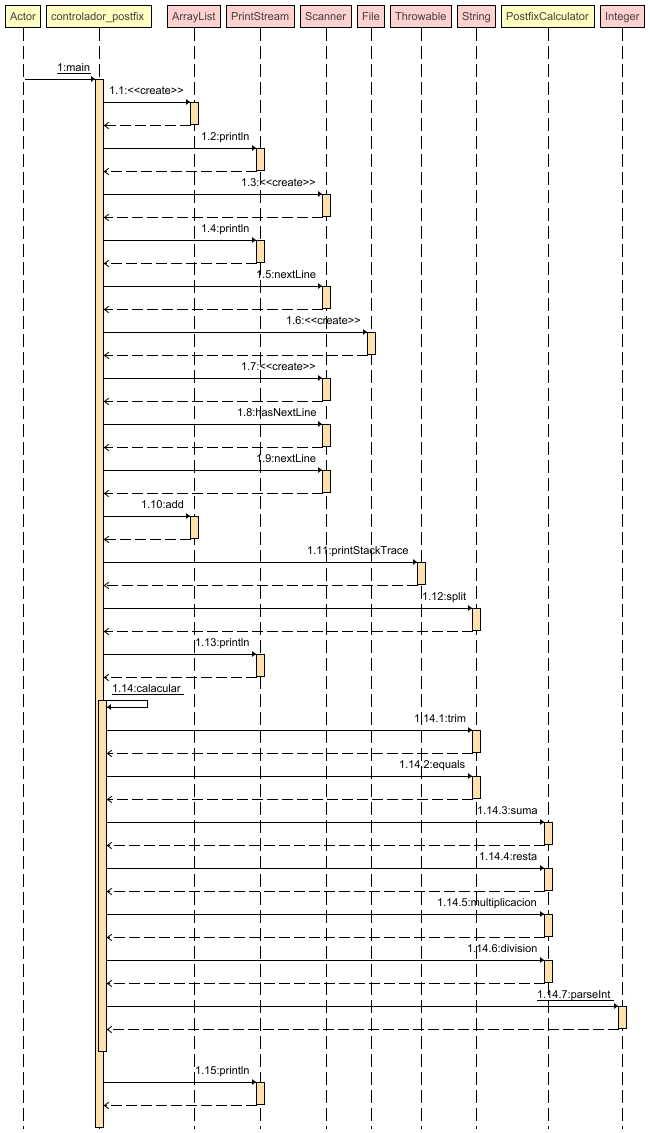 Actor controlador_postfix ArrayList PrintStream Scanner File Throwable String PostfixCalculator Integer
1:main
1.1:<<create>>
1.2:println
1.3:<<create>>
1.4:println
1.5:nextLine
1.6:<<create>>
1.7:<<create>>
1.8:hasNextLine
1.9:nextLine
1.10:add
1.11:printStackTrace
1.12:split
1.13:println
1.14:calacular
1.14.1:trim
1.14.2:equals
1.14.3:suma
1.14.4:resta
1.14.5:multiplicacion
1.14.6:division
1.14.7:parseInt
1.15:println